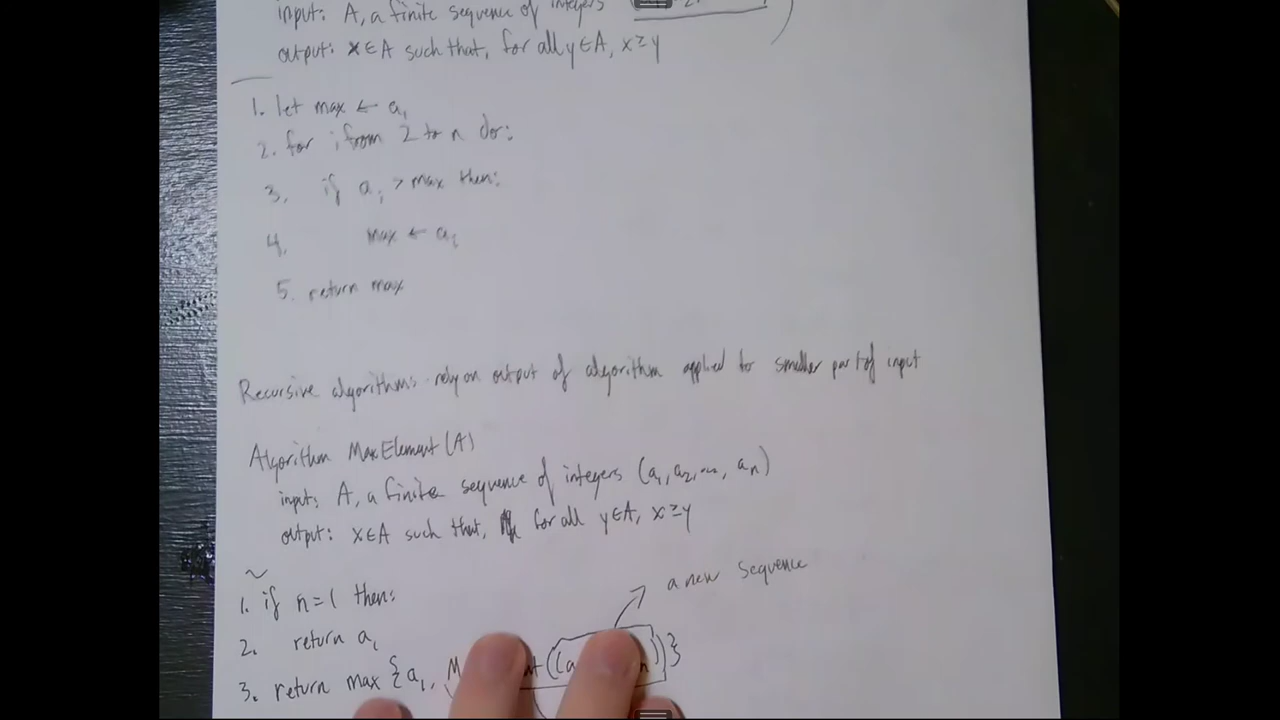 input: A, a finite sequence of integers
output: x∈A such that, for all y∈A, x≥y
1. let max ← a₁
2. for i from 2 to n do:
3. if aᵢ > max then:
4. max ← aᵢ
5. return max
Recursive algorithms: rely on output of algorithm applied to smaller part of input
Algorithm MaxElement(A)
input: A, a finite sequence of integers (a₁, a₂, ..., aₙ)
output: x∈A such that, for all y∈A, x≥y
a new sequence
1. if n=1 then:
2. return a₁
3. return max {a₁,